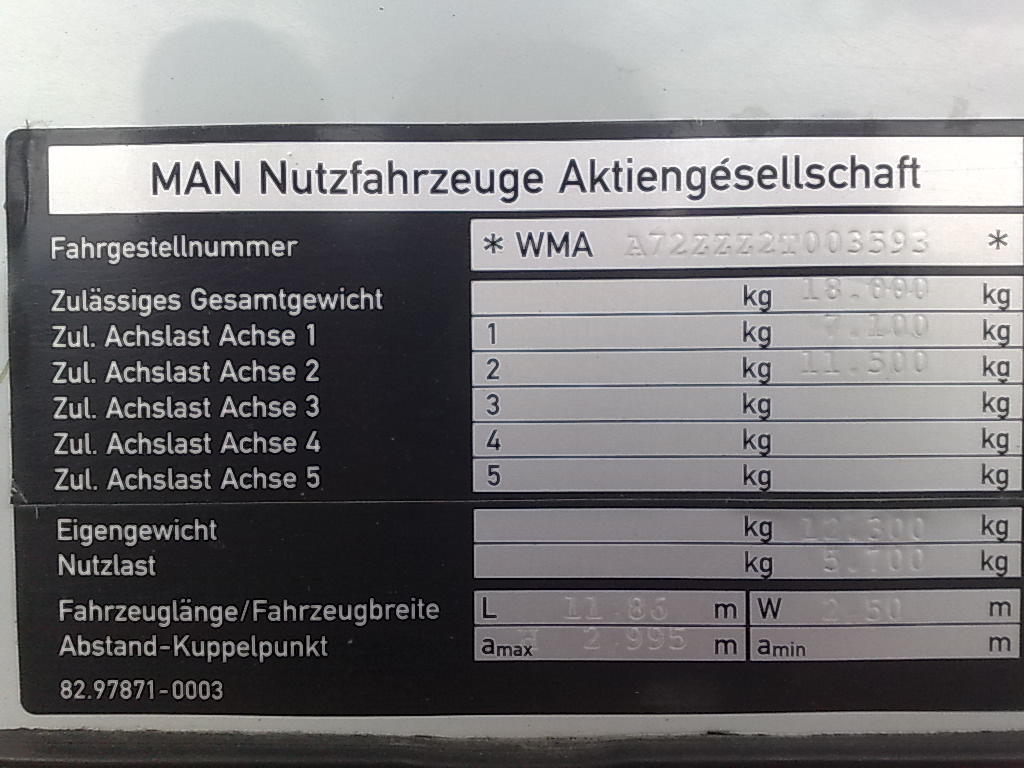 MAN Nutzfahrzeuge Aktiengesellschaft
Fahrgestellnummer * WMA A72ZZZ2T003593 *
Zulässiges Gesamtgewicht kg 18.000 kg
Zul. Achslast Achse 1 1 kg 7.100 kg
Zul. Achslast Achse 2 2 kg 11.500 kg
Zul. Achslast Achse 3 3 kg kg
Zul. Achslast Achse 4 4 kg kg
Zul. Achslast Achse 5 5 kg kg
Eigengewicht kg 12.300 kg
Nutzlast kg 5.700 kg
Fahrzeuglänge/Fahrzeugbreite L 11.86 m W 2.50 m
Abstand-Kuppelpunkt amax H 2.995 m amin m
82.97871-0003